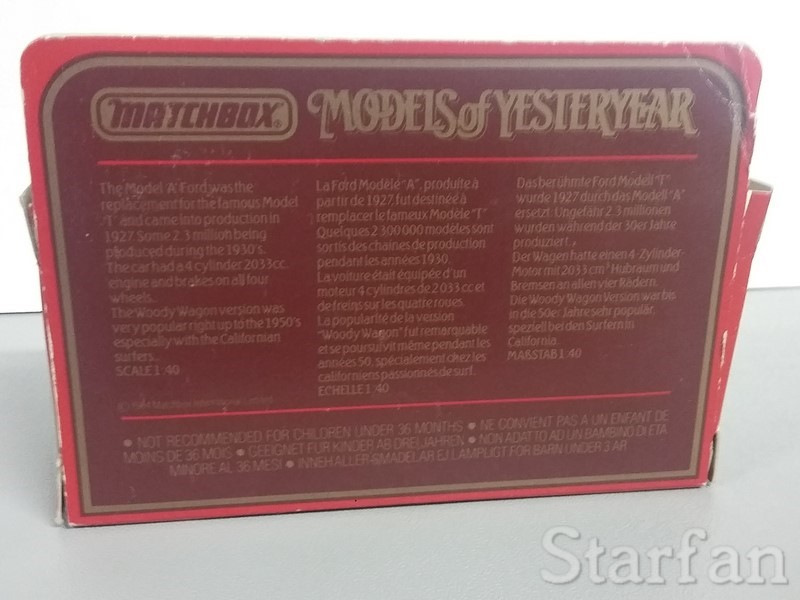 MATCHBOX
MODELS of YESTERYEAR
The Model 'A' Ford was the
replacement for the famous Model
'T' and came into production in
1927. Some 2.3 million being
produced during the 1930's.
The car had a 4 cylinder 2033cc.
engine and brakes on all four
wheels.
The Woody Wagon version was
very popular right up to the 1950's
especially with the Californian
surfers.
SCALE 1:40
La Ford Modèle "A", produite à
partir de 1927, fut destinée à
remplacer le fameux Modèle "T"
Quelques 2 300 000 modèles sont
sortis des chaines de production
pendant les années 1930.
La voiture était équipée d'un
moteur 4 cylindres de 2033 cc et
de freins sur les quatre roues.
La popularité de la version
"Woody Wagon" fut remarquable
et se poursuivit même pendant les
années 50, spécialement chez les
californiens passionnés de surf.
ECHELLE 1:40
Das berühmte Ford Modell "T"
wurde 1927 durch das Modell "A"
ersetzt. Ungefähr 2.3 millionen
wurden während der 30er Jahre
produziert.
Der Wagen hatte einen 4-Zylinder-
Motor mit 2033 cm³ Hubraum und
Bremsen an allen vier Rädern.
Die Woody Wagon Version war bis
in die 50er Jahre sehr populär,
speziell bei den Surfern in
California.
MAßSTAB 1:40
© Matchbox International Limited
• NOT RECOMMENDED FOR CHILDREN UNDER 36 MONTHS • NE CONVIENT PAS A UN ENFANT DE
MOINS DE 36 MOIS • GEEIGNET FUR KINDER AB DREI JAHREN • NON ADATTO AD UN BAMBINO DI ETA
MINORE AL 36 MESI • INNEHALLER SMADELAR EJ LAMPLIGT FOR BARN UNDER 3 AR
Starfan